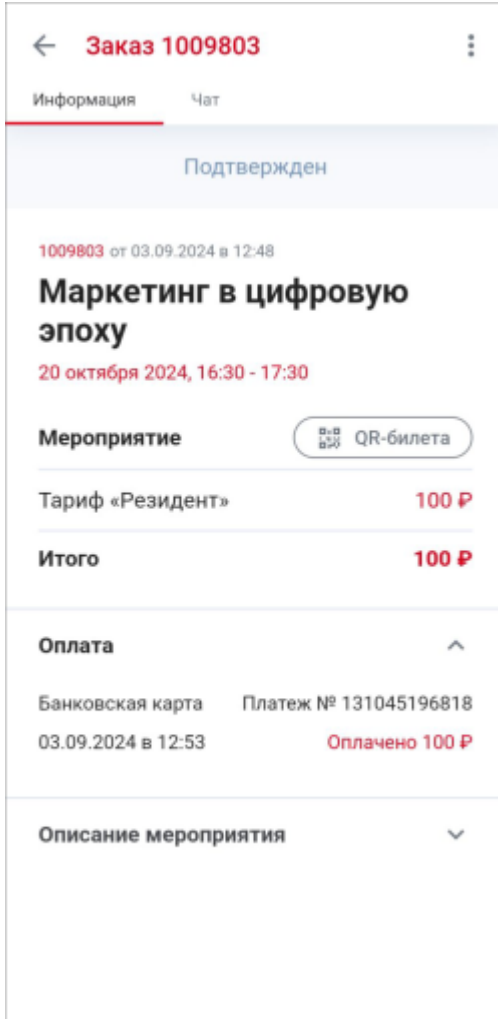 Заказ 1009803
Информация Чат
Подтвержден
1009803 от 03.09.2024 в 12:48
Маркетинг в цифровую
эпоху
20 октября 2024, 16:30 - 17:30
Мероприятие QR-билета
Тариф «Резидент» 100 ₽
Итого 100 ₽
Оплата
Банковская карта Платеж № 131045196818
03.09.2024 в 12:53 Оплачено 100 ₽
Описание мероприятия